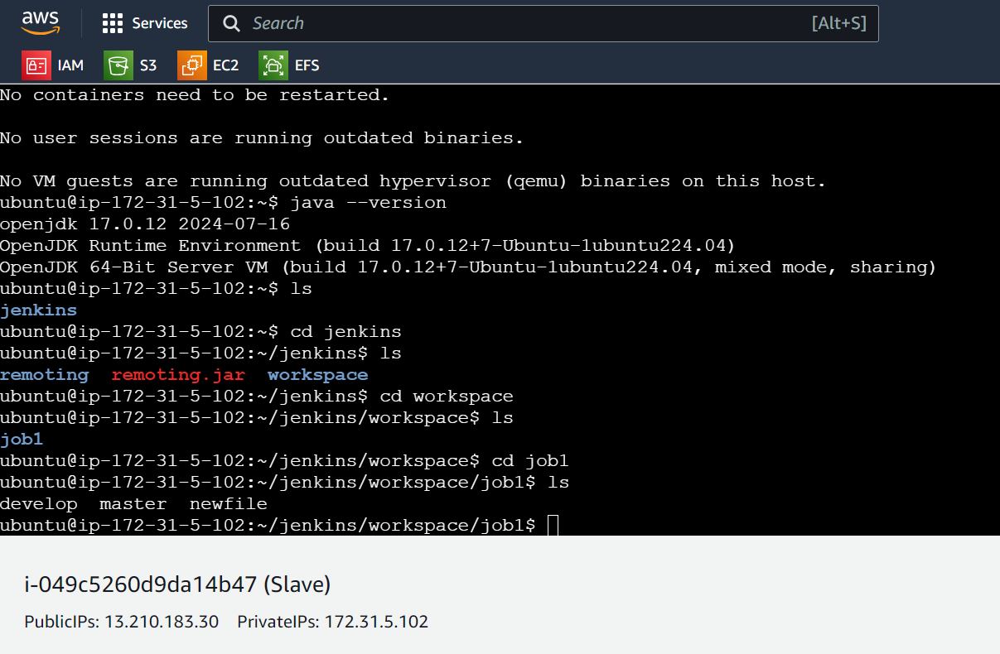 aws
Services
Search
[Alt+S]
IAM
S3
EC2
EFS
No containers need to be restarted.
No user sessions are running outdated binaries.
No VM guests are running outdated hypervisor (qemu) binaries on this host.
ubuntu@ip-172-31-5-102:~$ java --version
openjdk 17.0.12 2024-07-16
OpenJDK Runtime Environment (build 17.0.12+7-Ubuntu-1ubuntu224.04)
OpenJDK 64-Bit Server VM (build 17.0.12+7-Ubuntu-1ubuntu224.04, mixed mode, sharing)
ubuntu@ip-172-31-5-102:~$ ls
jenkins
ubuntu@ip-172-31-5-102:~$ cd jenkins
ubuntu@ip-172-31-5-102:~/jenkins$ ls
remoting  remoting.jar  workspace
ubuntu@ip-172-31-5-102:~/jenkins$ cd workspace
ubuntu@ip-172-31-5-102:~/jenkins/workspace$ ls
job1
ubuntu@ip-172-31-5-102:~/jenkins/workspace$ cd job1
ubuntu@ip-172-31-5-102:~/jenkins/workspace/job1$ ls
develop  master  newfile
ubuntu@ip-172-31-5-102:~/jenkins/workspace/job1$
i-049c5260d9da14b47 (Slave)
PublicIPs: 13.210.183.30    PrivateIPs: 172.31.5.102